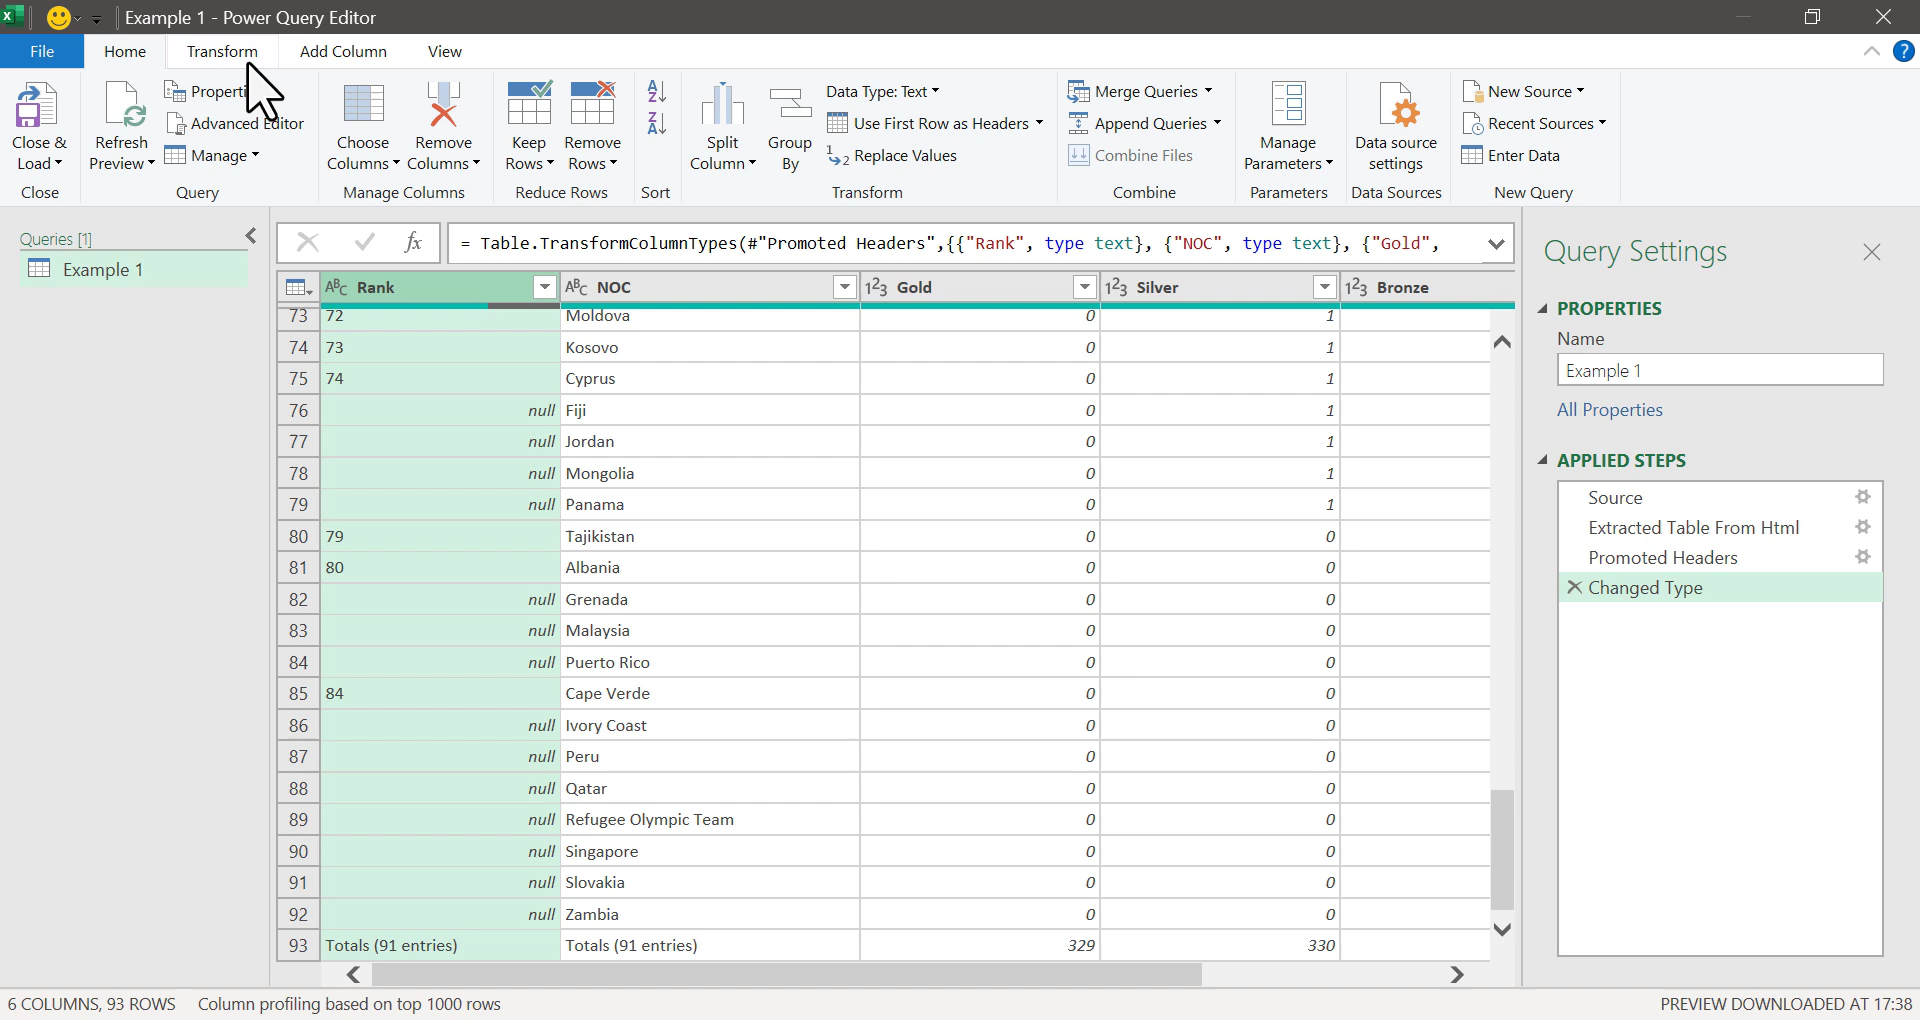 Example 1 - Power Query Editor
File Home Transform Add Column View
Close & Load
Close
Refresh Preview
Advanced Editor
Manage
Query
Choose Columns
Remove Columns
Manage Columns
Keep Rows
Remove Rows
Reduce Rows
Sort
Split Column
Group By
Data Type: Text
Use First Row as Headers
Replace Values
Transform
Merge Queries
Append Queries
Combine Files
Combine
Manage Parameters
Parameters
Data source settings
Data Sources
New Source
Recent Sources
Enter Data
New Query
Queries [1]
Example 1
fx
= Table.TransformColumnTypes(#"Promoted Headers",{{"Rank", type text}, {"NOC", type text}, {"Gold",
ABC Rank ABC NOC 123 Gold 123 Silver 123 Bronze
73 72 Moldova 0 1
74 73 Kosovo 0 1
75 74 Cyprus 0 1
76 null Fiji 0 1
77 null Jordan 0 1
78 null Mongolia 0 1
79 null Panama 0 1
80 79 Tajikistan 0 0
81 80 Albania 0 0
82 null Grenada 0 0
83 null Malaysia 0 0
84 null Puerto Rico 0 0
85 84 Cape Verde 0 0
86 null Ivory Coast 0 0
87 null Peru 0 0
88 null Qatar 0 0
89 null Refugee Olympic Team 0 0
90 null Singapore 0 0
91 null Slovakia 0 0
92 null Zambia 0 0
93 Totals (91 entries) Totals (91 entries) 329 330
Query Settings
PROPERTIES
Name
Example 1
All Properties
APPLIED STEPS
Source
Extracted Table From Html
Promoted Headers
Changed Type
6 COLUMNS, 93 ROWS Column profiling based on top 1000 rows
PREVIEW DOWNLOADED AT 17:38